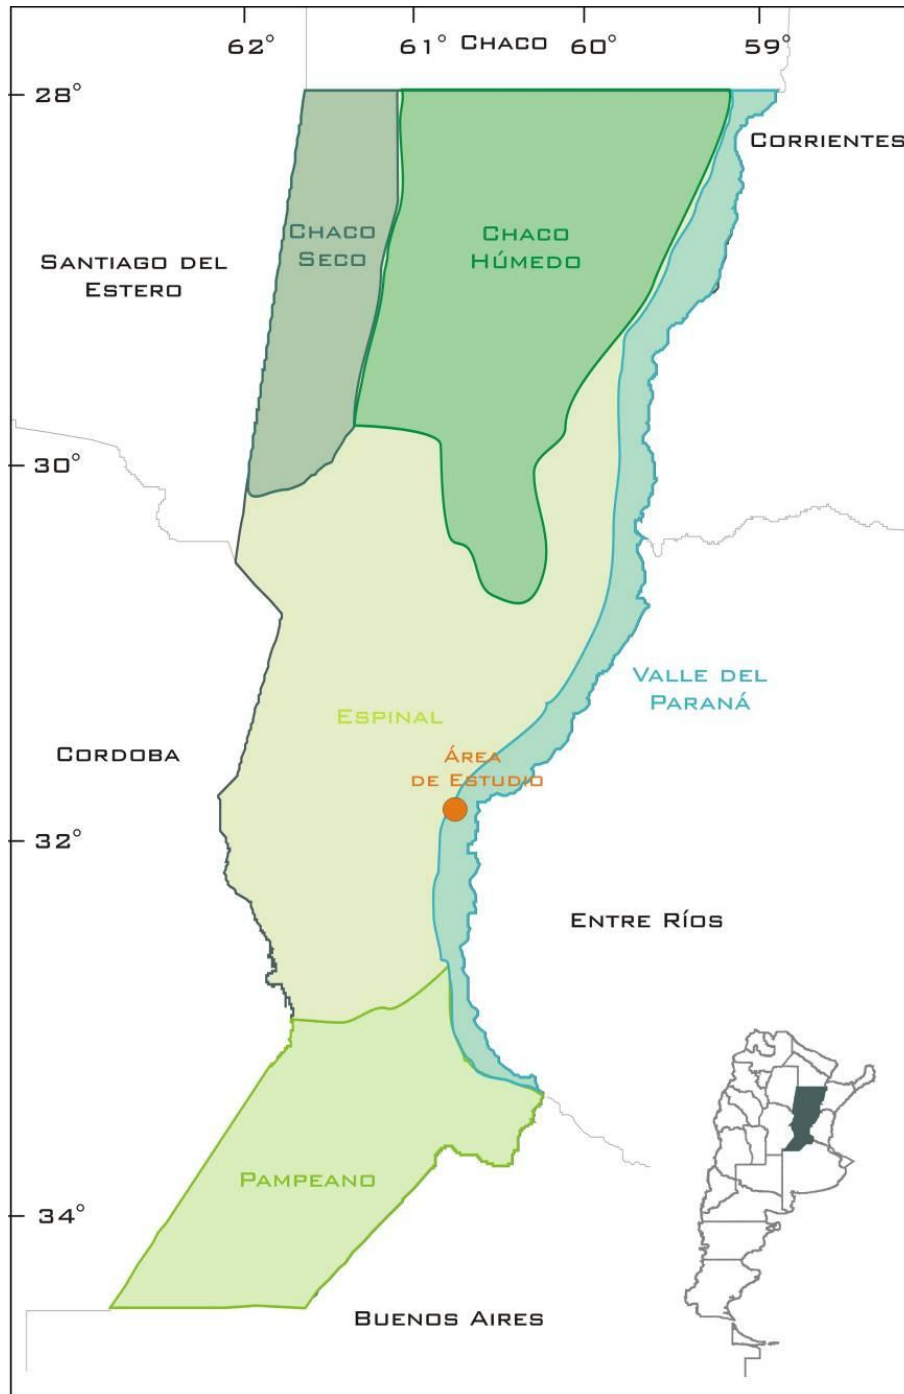 62° 61° CHACO 60° 59°
28°
CORRIENTES
CHACO
SECO
CHACO
HÚMEDO
SANTIAGO DEL
ESTERO
30°
VALLE DEL
PARANÁ
ESPINAL
CORDOBA
ÁREA
DE ESTUDIO
32°
ENTRE RÍOS
PAMPEANO
34°
BUENOS AIRES